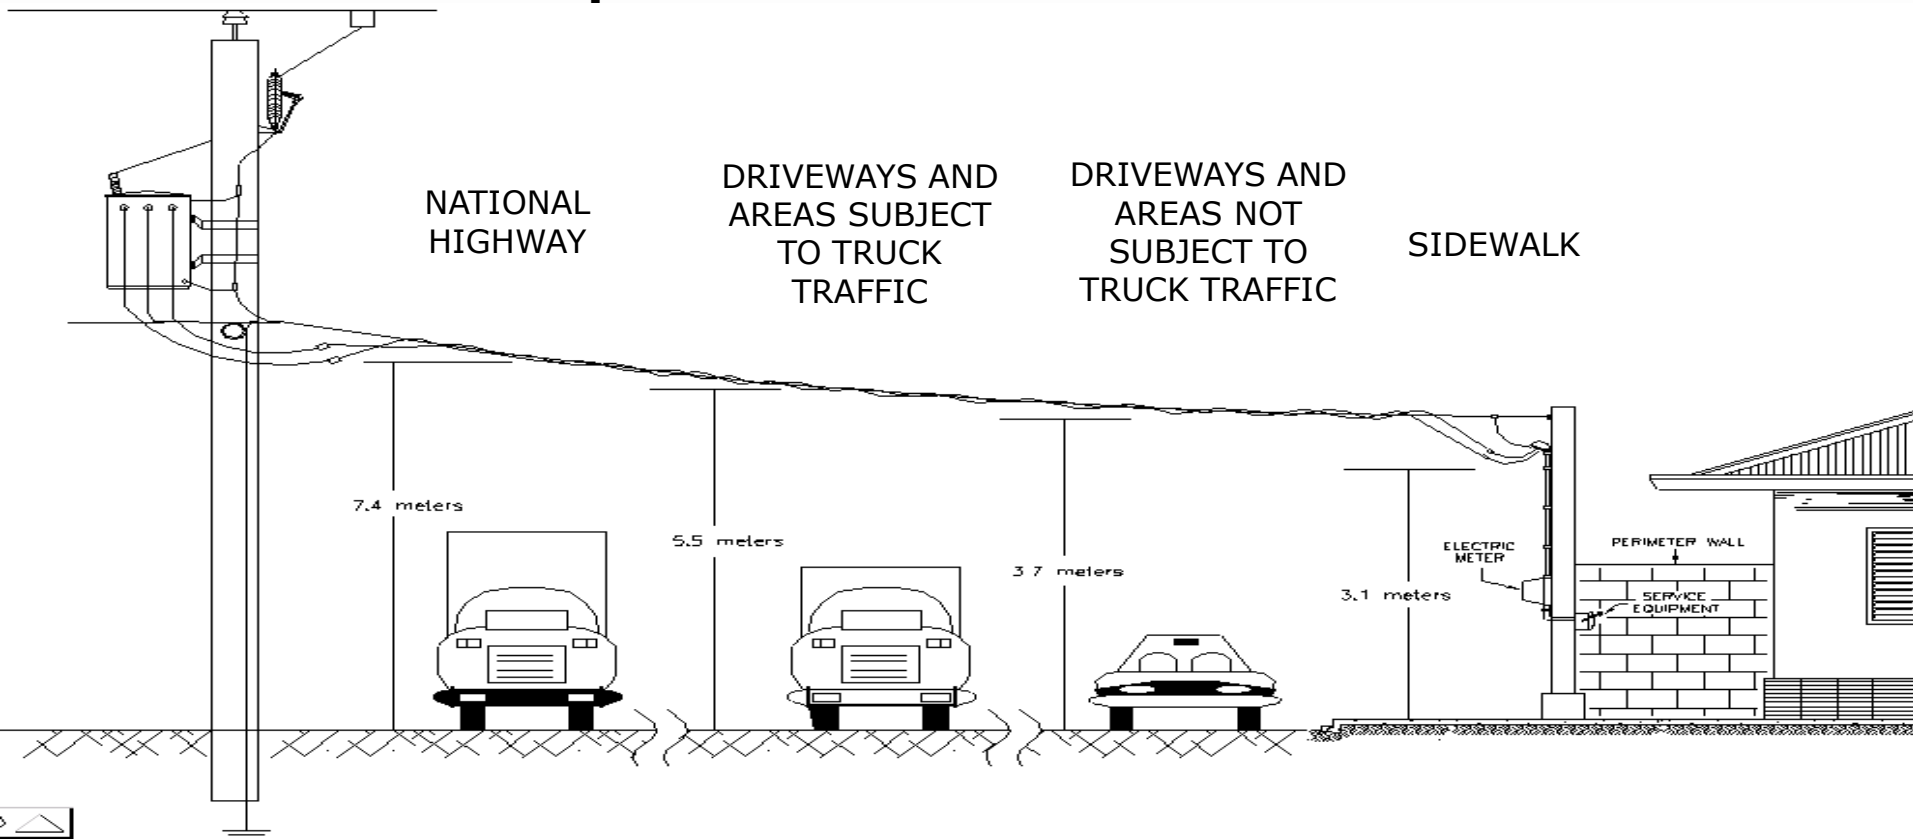 NATIONAL
HIGHWAY
DRIVEWAYS AND
AREAS SUBJECT
TO TRUCK
TRAFFIC
DRIVEWAYS AND
AREAS NOT
SUBJECT TO
TRUCK TRAFFIC
SIDEWALK
7.4 meters
5.5 meters
3.7 meters
3.1 meters
ELECTRIC
METER
PERIMETER WALL
SERVICE
EQUIPMENT